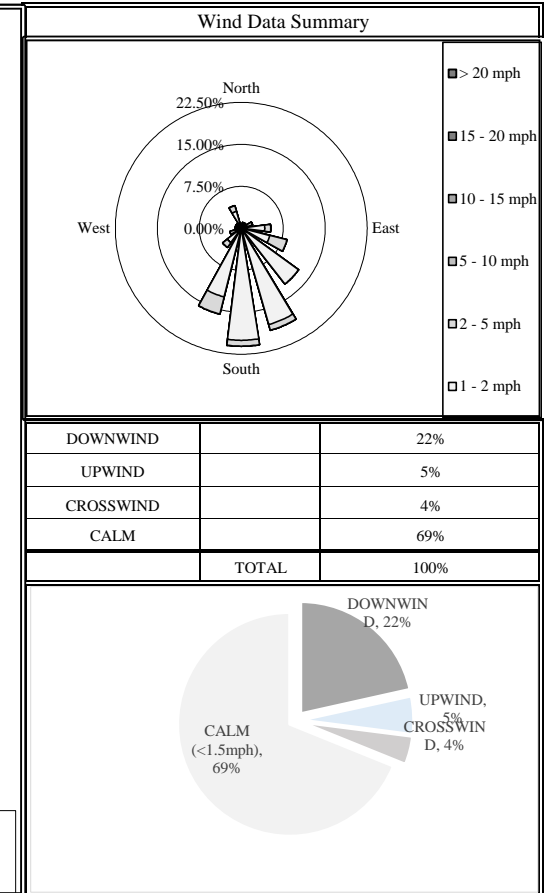 Wind Data Summary
North
22.50%
15.00%
7.50%
0.00%
West
East
South
> 20 mph
15 - 20 mph
10 - 15 mph
5 - 10 mph
2 - 5 mph
1 - 2 mph
DOWNWIND 22%
UPWIND 5%
CROSSWIND 4%
CALM 69%
TOTAL 100%
DOWNWIN
D, 22%
UPWIND,
5%
CROSSWIN
D, 4%
CALM
(<1.5mph),
69%